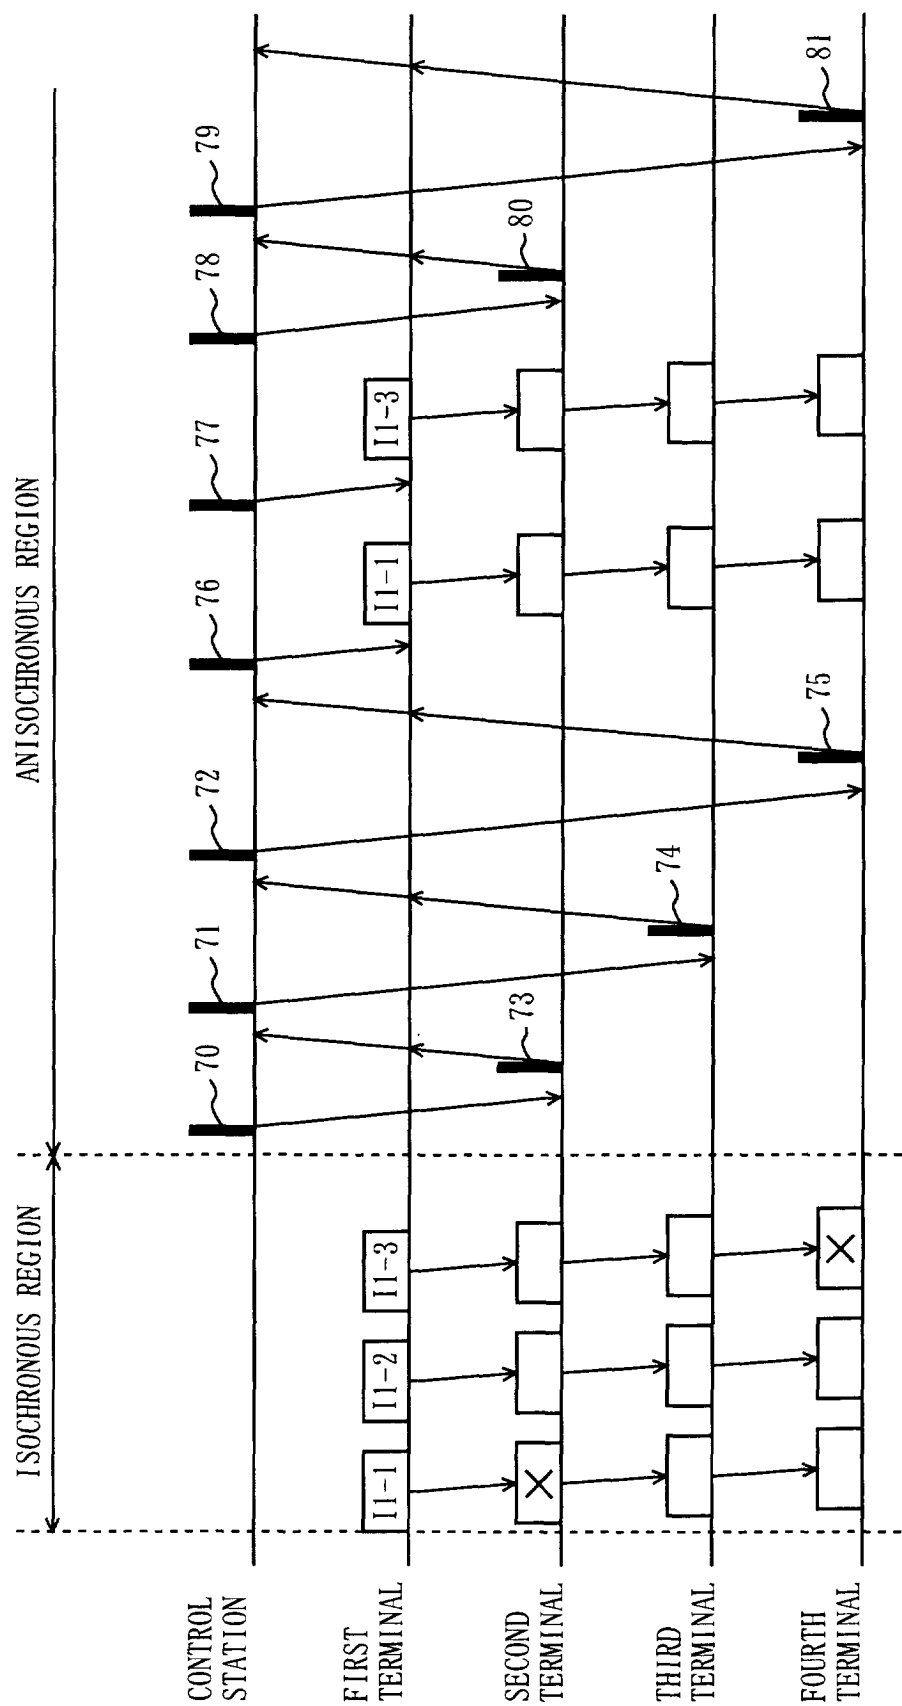 ISOCHRONOUS REGION
ANISOCHRONOUS REGION
CONTROL
STATION
70
71
72
76
77
78
79
FIRST
TERMINAL
I1-1
I1-2
I1-3
I1-1
I1-3
SECOND
TERMINAL
73
80
THIRD
TERMINAL
74
FOURTH
TERMINAL
75
81